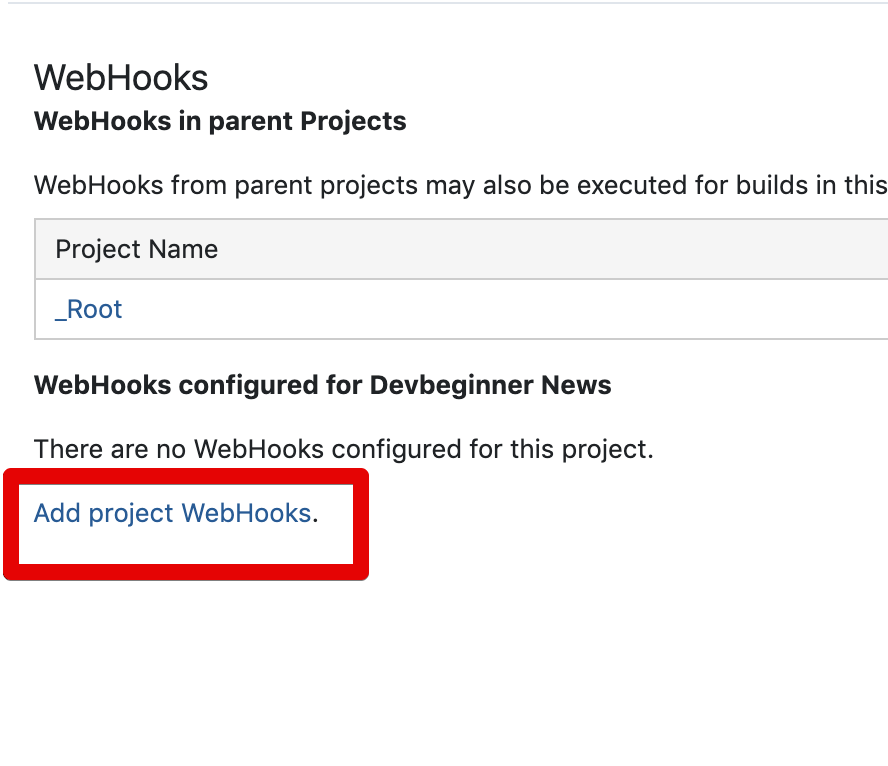 WebHooks
WebHooks in parent Projects
WebHooks from parent projects may also be executed for builds in this
Project Name
_Root
WebHooks configured for Devbeginner News
There are no WebHooks configured for this project.
Add project WebHooks.